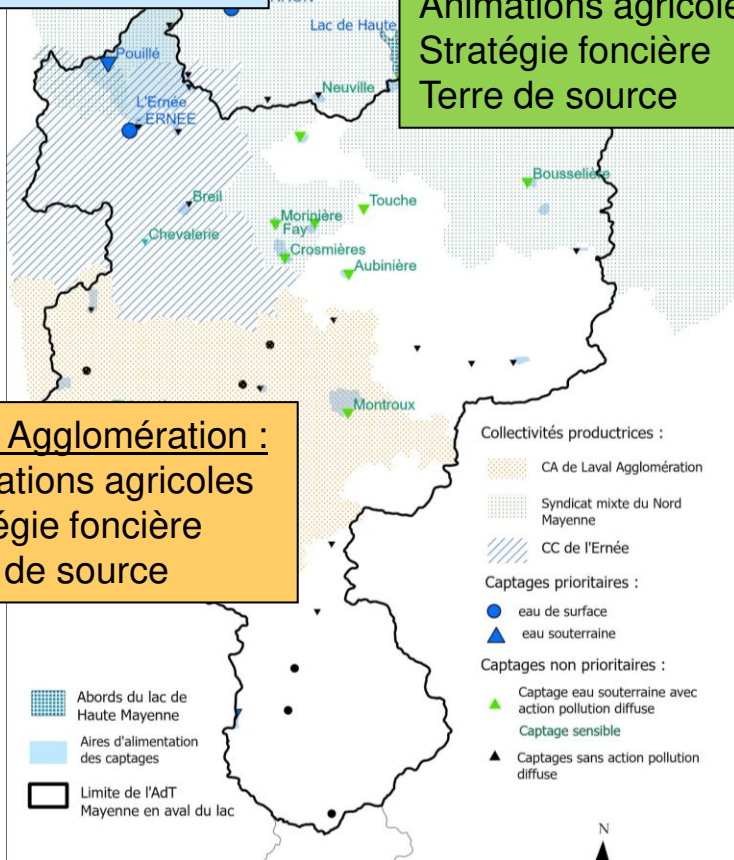 Lac de Haute
Animations agricole
Stratégie foncière
Terre de source
Pouillé
Neuville
L'Ernée
ERNEE
Bousselière
Breil
Touche
Morinière
Fay
Chevalerie
Crosmières
Aubinière
Montroux
Agglomération :
ations agricoles
égie foncière
de source
Collectivités productrices :
CA de Laval Agglomération
Syndicat mixte du Nord
Mayenne
CC de l'Ernée
Captages prioritaires :
eau de surface
eau souterraine
Captages non prioritaires :
Captage eau souterraine avec
action pollution diffuse
Captage sensible
Captages sans action pollution
diffuse
Abords du lac de
Haute Mayenne
Aires d'alimentation
des captages
Limite de l'AdT
Mayenne en aval du lac
N